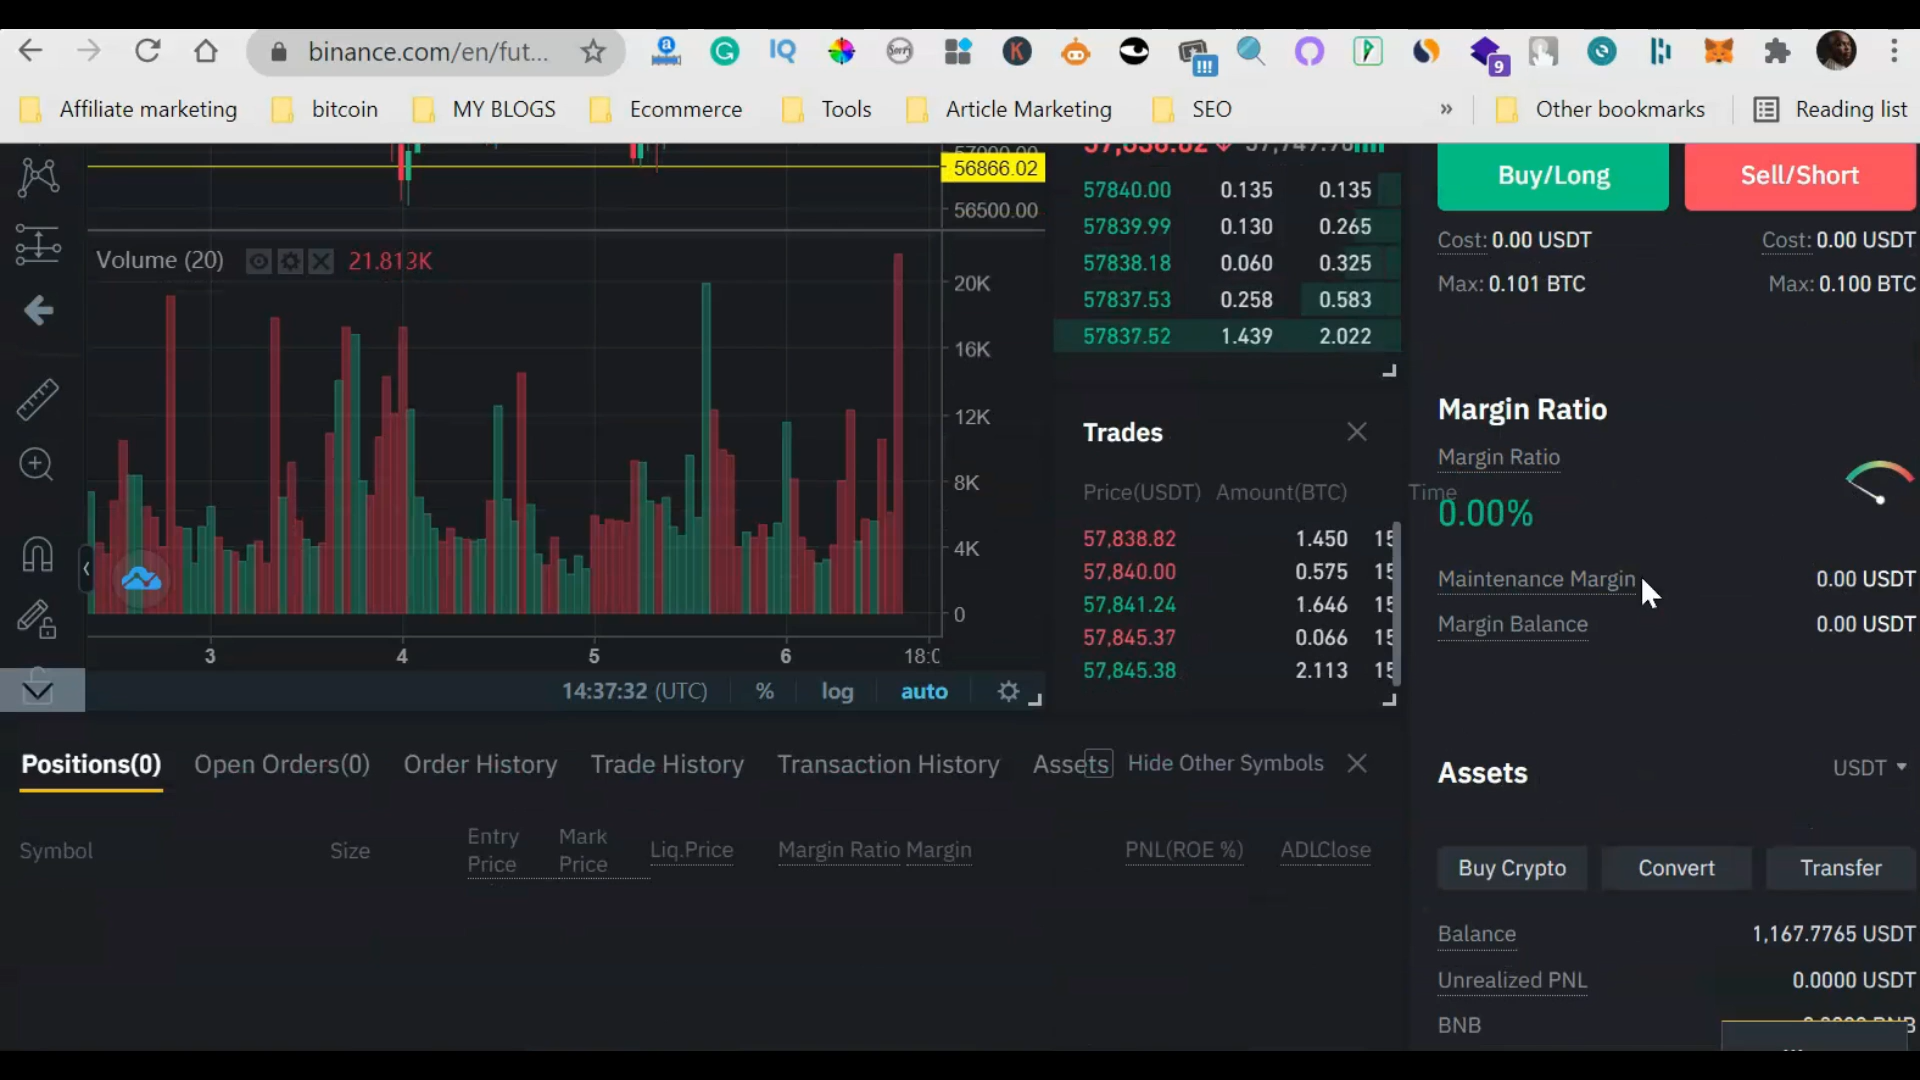 binance.com/en/fut...
IQ
Sorry
K
!!!
9
Affiliate marketing
bitcoin
MY BLOGS
Ecommerce
Tools
Article Marketing
SEO
»
Other bookmarks
Reading list
56866.02
56500.00
Volume (20)
21.813K
20K
16K
12K
8K
4K
0
3 4 5 6
14:37:32 (UTC)
%
log
auto
57840.00 0.135 0.135
57839.99 0.130 0.265
57838.18 0.060 0.325
57837.53 0.258 0.583
57837.52 1.439 2.022
Trades
Price(USDT) Amount(BTC) Time
57,838.82 1.450 15
57,840.00 0.575 15
57,841.24 1.646 15
57,845.37 0.066 15
57,845.38 2.113 15
Buy/Long
Sell/Short
Cost: 0.00 USDT
Cost: 0.00 USDT
Max: 0.101 BTC
Max: 0.100 BTC
Margin Ratio
Margin Ratio
0.00%
Maintenance Margin 0.00 USDT
Margin Balance 0.00 USDT
Positions(0)
Open Orders(0)
Order History
Trade History
Transaction History
Assets
Hide Other Symbols
Symbol
Size
Entry Price
Mark Price
Liq.Price
Margin Ratio
Margin
PNL(ROE %)
ADL
Close
Assets
USDT
Buy Crypto
Convert
Transfer
Balance 1,167.7765 USDT
Unrealized PNL 0.0000 USDT
BNB